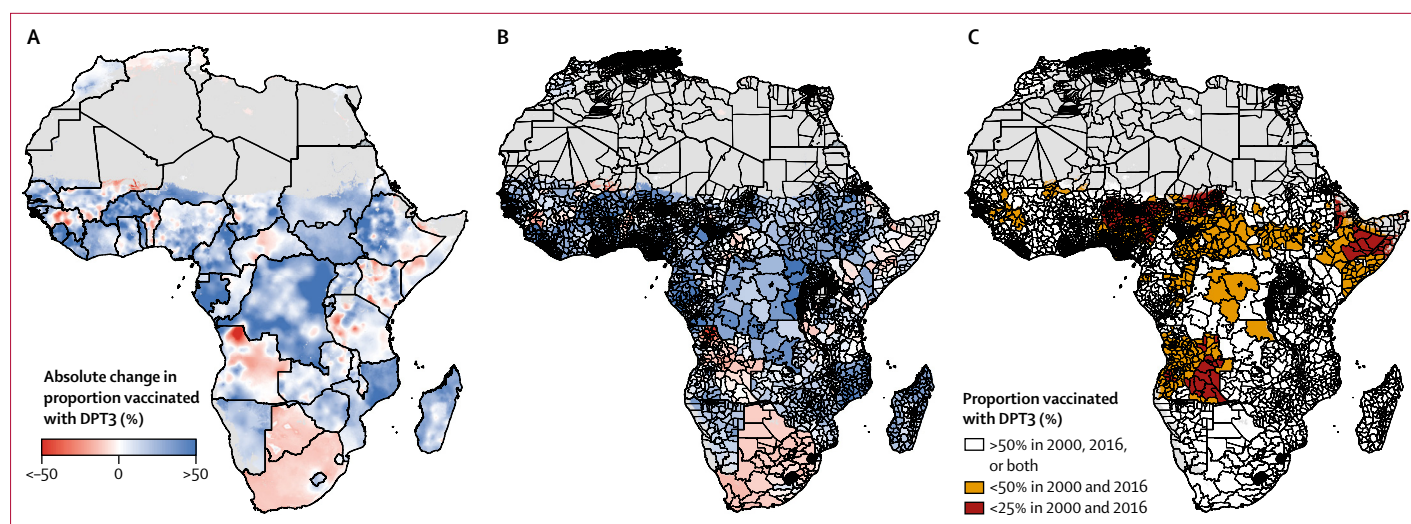 A
B
C
Absolute change in
proportion vaccinated
with DPT3 (%)
<–50
0
>50
Proportion vaccinated
with DPT3 (%)
>50% in 2000, 2016,
or both
<50% in 2000 and 2016
<25% in 2000 and 2016